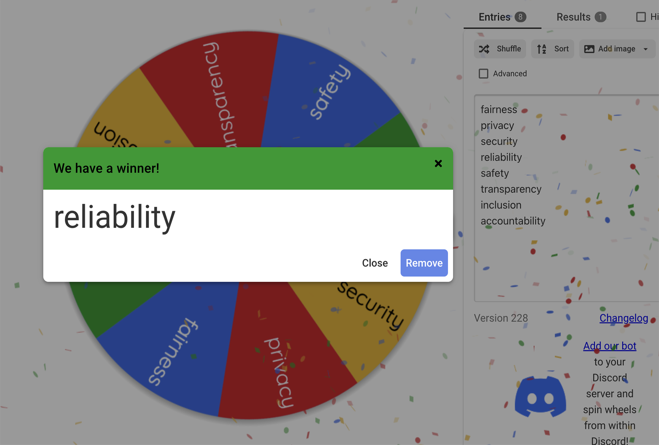 Entries 8 Results 1 Hi
Shuffle Sort Add image
Advanced
fairness
privacy
security
reliability
safety
transparency
inclusion
accountability
Version 228 Changelog
Add our bot
to your
Discord
server and
spin wheels
from within
Discord!
nsparency
safety
usion
We have a winner!
reliability
Close Remove
security
fairness
privacy